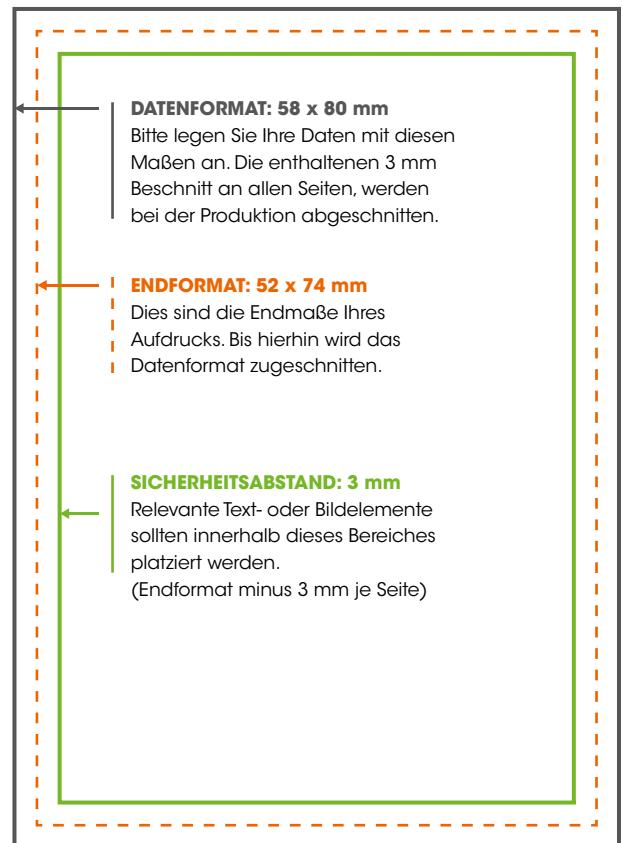 DATENFORMAT: 58 x 80 mm
Bitte legen Sie Ihre Daten mit diesen
Maßen an. Die enthaltenen 3 mm
Beschnitt an allen Seiten, werden
bei der Produktion abgeschnitten.
ENDFORMAT: 52 x 74 mm
Dies sind die Endmaße Ihres
Aufdrucks. Bis hierhin wird das
Datenformat zugeschnitten.
SICHERHEITSABSTAND: 3 mm
Relevante Text- oder Bildelemente
sollten innerhalb dieses Bereiches
platziert werden.
(Endformat minus 3 mm je Seite)